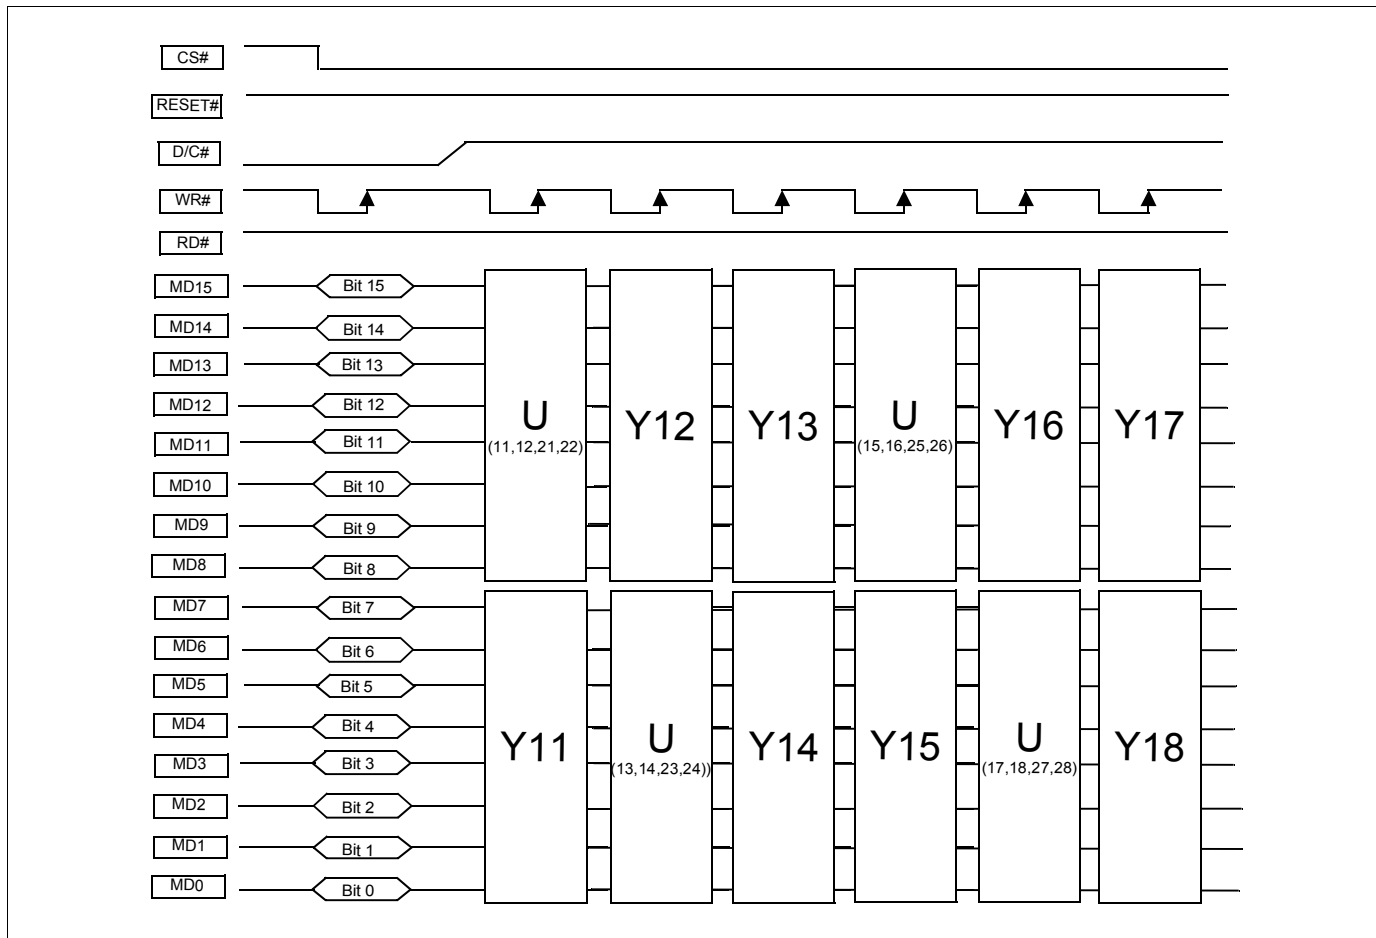 CS#
RESET#
D/C#
WR#
RD#
MD15 Bit 15
MD14 Bit 14
MD13 Bit 13
MD12 Bit 12
MD11 Bit 11
MD10 Bit 10
MD9 Bit 9
MD8 Bit 8
U Y12 Y13 U Y16 Y17
(11,12,21,22) (15,16,25,26)
MD7 Bit 7
MD6 Bit 6
MD5 Bit 5
MD4 Bit 4
MD3 Bit 3
MD2 Bit 2
MD1 Bit 1
MD0 Bit 0
Y11 U Y14 Y15 U Y18
(13,14,23,24)) (17,18,27,28)